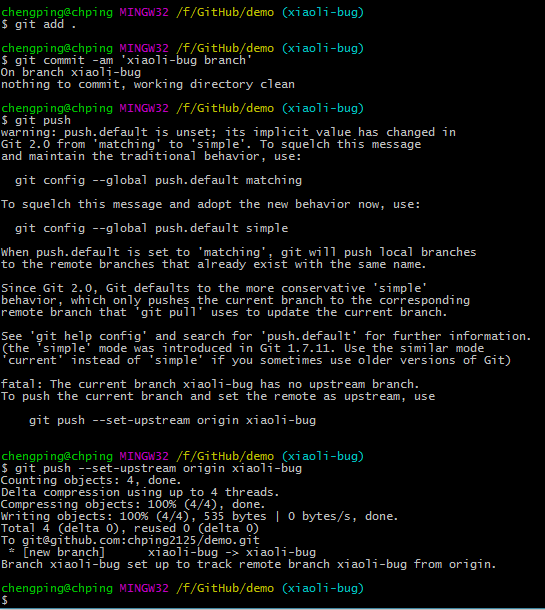 chengping@chping MINGW32 /f/GitHub/demo (xiaoli-bug)
$ git add .
chengping@chping MINGW32 /f/GitHub/demo (xiaoli-bug)
$ git commit -am 'xiaoli-bug branch'
On branch xiaoli-bug
nothing to commit, working directory clean
chengping@chping MINGW32 /f/GitHub/demo (xiaoli-bug)
$ git push
warning: push.default is unset; its implicit value has changed in
Git 2.0 from 'matching' to 'simple'. To squelch this message
and maintain the traditional behavior, use:
git config --global push.default matching
To squelch this message and adopt the new behavior now, use:
git config --global push.default simple
When push.default is set to 'matching', git will push local branches
to the remote branches that already exist with the same name.
Since Git 2.0, Git defaults to the more conservative 'simple'
behavior, which only pushes the current branch to the corresponding
remote branch that 'git pull' uses to update the current branch.
See 'git help config' and search for 'push.default' for further information.
(the 'simple' mode was introduced in Git 1.7.11. Use the similar mode
'current' instead of 'simple' if you sometimes use older versions of Git)
fatal: The current branch xiaoli-bug has no upstream branch.
To push the current branch and set the remote as upstream, use
git push --set-upstream origin xiaoli-bug
chengping@chping MINGW32 /f/GitHub/demo (xiaoli-bug)
$ git push --set-upstream origin xiaoli-bug
Counting objects: 4, done.
Delta compression using up to 4 threads.
Compressing objects: 100% (4/4), done.
Writing objects: 100% (4/4), 535 bytes | 0 bytes/s, done.
Total 4 (delta 0), reused 0 (delta 0)
To git@github.com:chping2125/demo.git
* [new branch] xiaoli-bug -> xiaoli-bug
Branch xiaoli-bug set up to track remote branch xiaoli-bug from origin.
chengping@chping MINGW32 /f/GitHub/demo (xiaoli-bug)
$